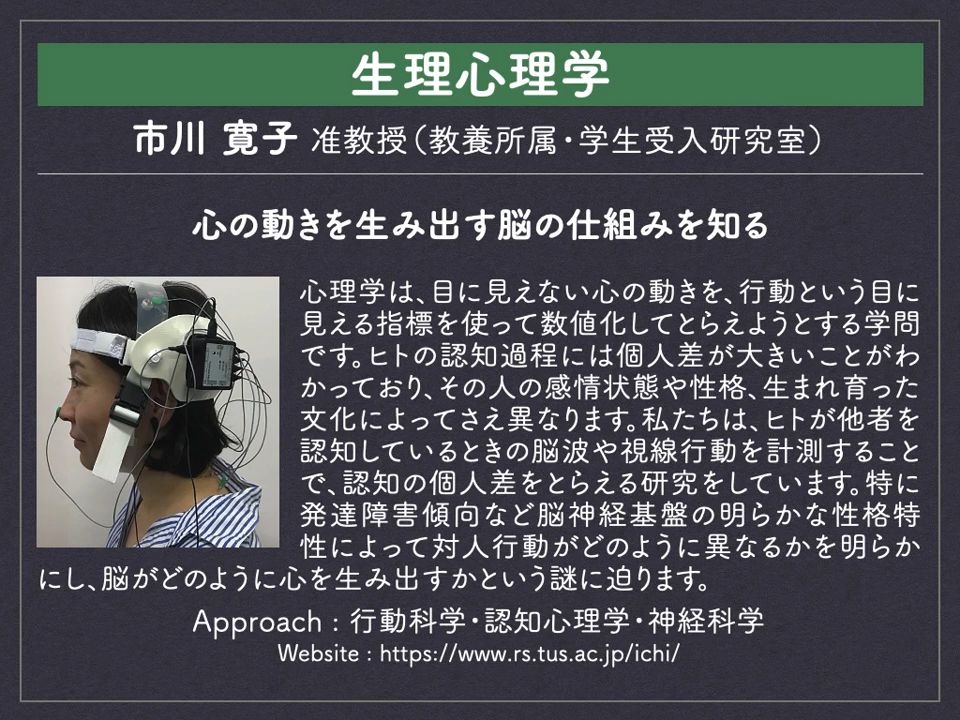 生理心理学
市川 寛子 准教授（教養所属・学生受入研究室）
心の動きを生み出す脳の仕組みを知る
心理学は、目に見えない心の動きを、行動という目に
見える指標を使って数値化してとらえようとする学問
です。ヒトの認知過程には個人差が大きいことがわ
かっており、その人の感情状態や性格、生まれ育った
文化によってさえ異なります。私たちは、ヒトが他者を
認知しているときの脳波や視線行動を計測すること
で、認知の個人差をとらえる研究をしています。特に
発達障害傾向など脳神経基盤の明らかな性格特
性によって対人行動がどのように異なるかを明らか
にし、脳がどのように心を生み出すかという謎に迫ります。
Approach : 行動科学・認知心理学・神経科学
Website : https://www.rs.tus.ac.jp/ichi/